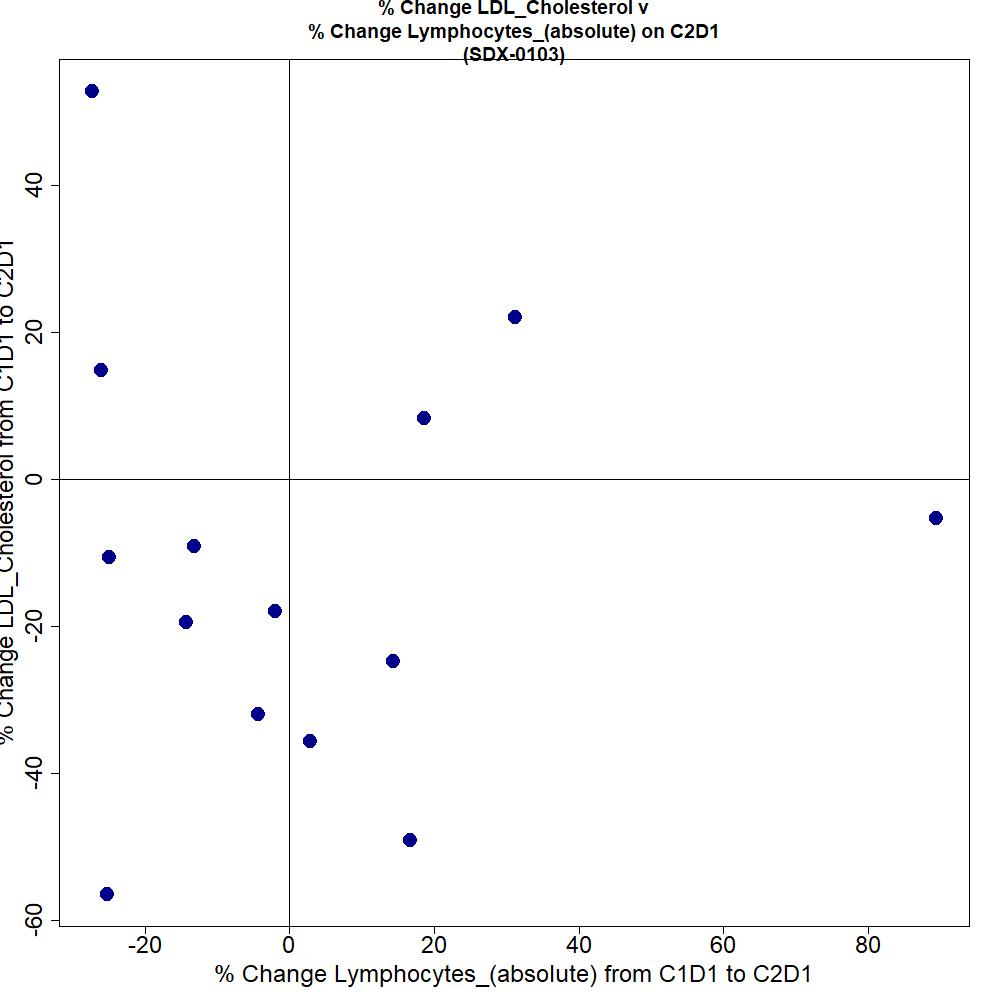 % Change LDL_Cholesterol v
% Change Lymphocytes_(absolute) on C2D1
(SDX-0103)
% Change LDL_Cholesterol from C1D1 to C2D1
40
20
0
-20
-40
-60
-20
0
20
40
60
80
% Change Lymphocytes_(absolute) from C1D1 to C2D1